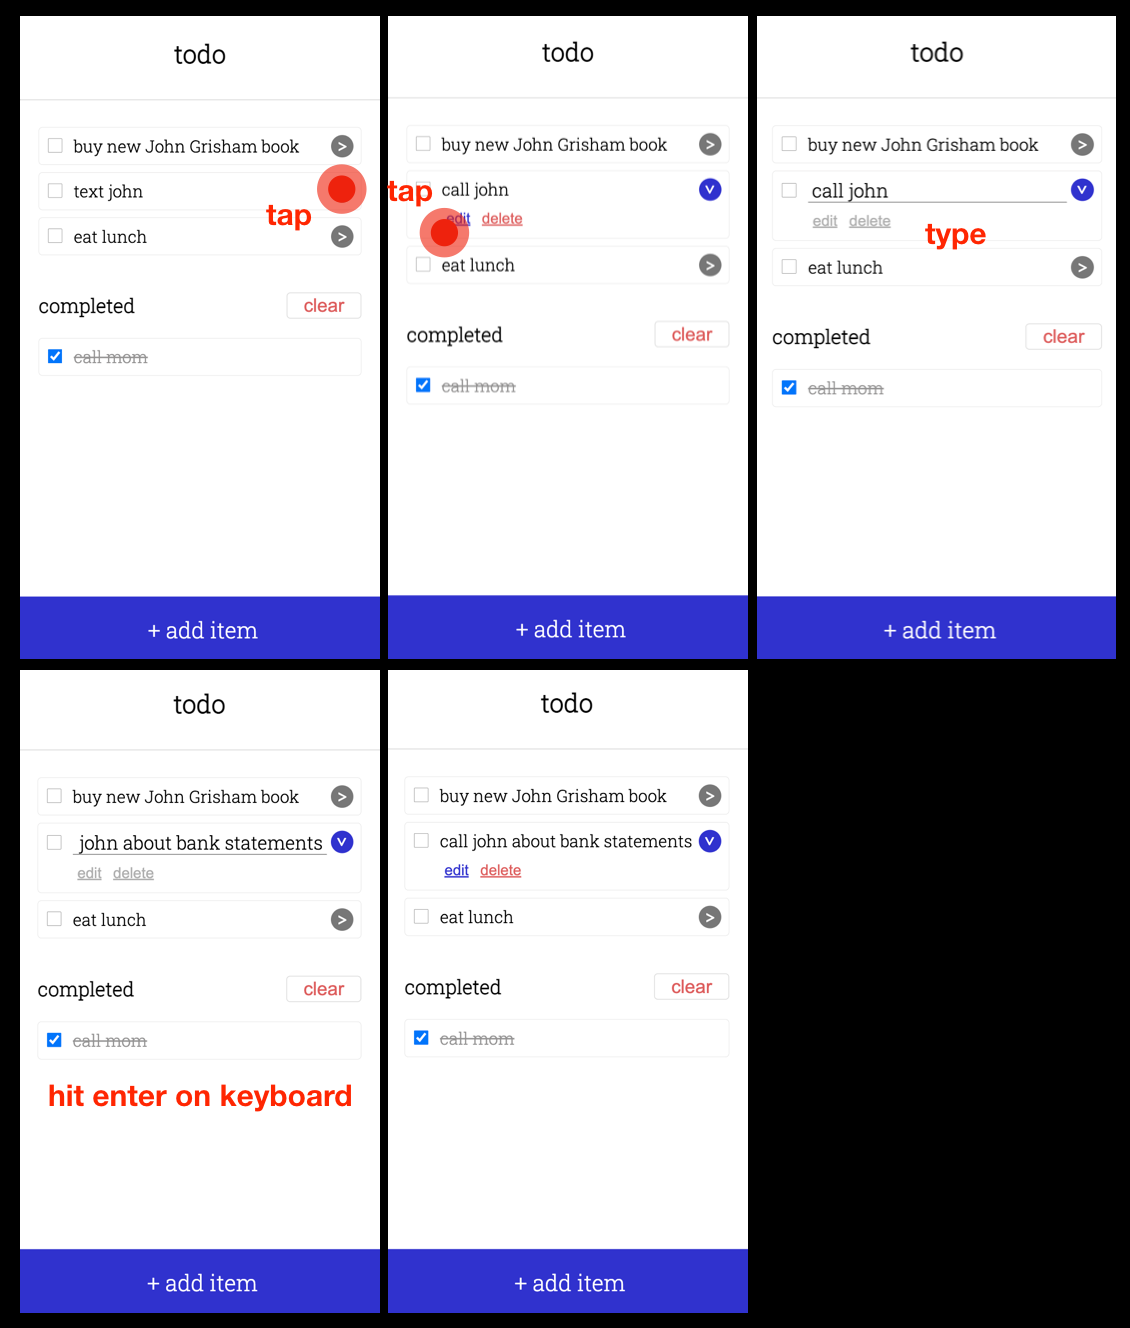 todo
buy new John Grisham book >
text john
tap
eat lunch >
completed clear
call mom
+ add item
todo
buy new John Grisham book >
tap call john v
edit delete
eat lunch >
completed clear
call mom
+ add item
todo
buy new John Grisham book >
call john v
edit delete
type
eat lunch >
completed clear
call mom
+ add item
todo
buy new John Grisham book >
john about bank statements v
edit delete
eat lunch >
completed clear
call mom
hit enter on keyboard
+ add item
todo
buy new John Grisham book >
call john about bank statements v
edit delete
eat lunch >
completed clear
call mom
+ add item